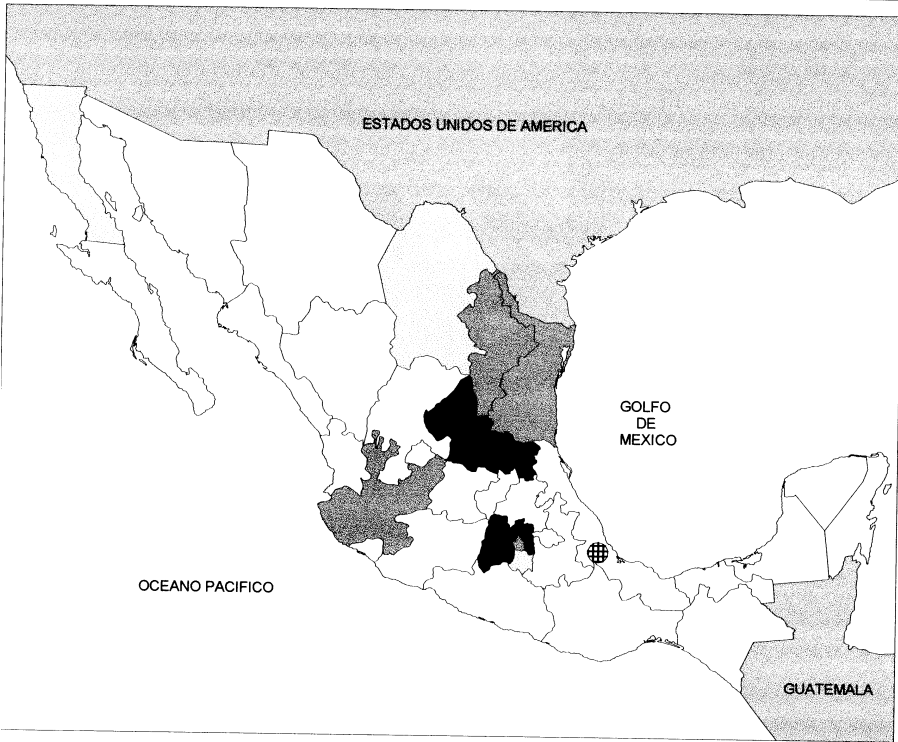 ESTADOS UNIDOS DE AMERICA
GOLFO
DE
MEXICO
OCEANO PACIFICO
GUATEMALA